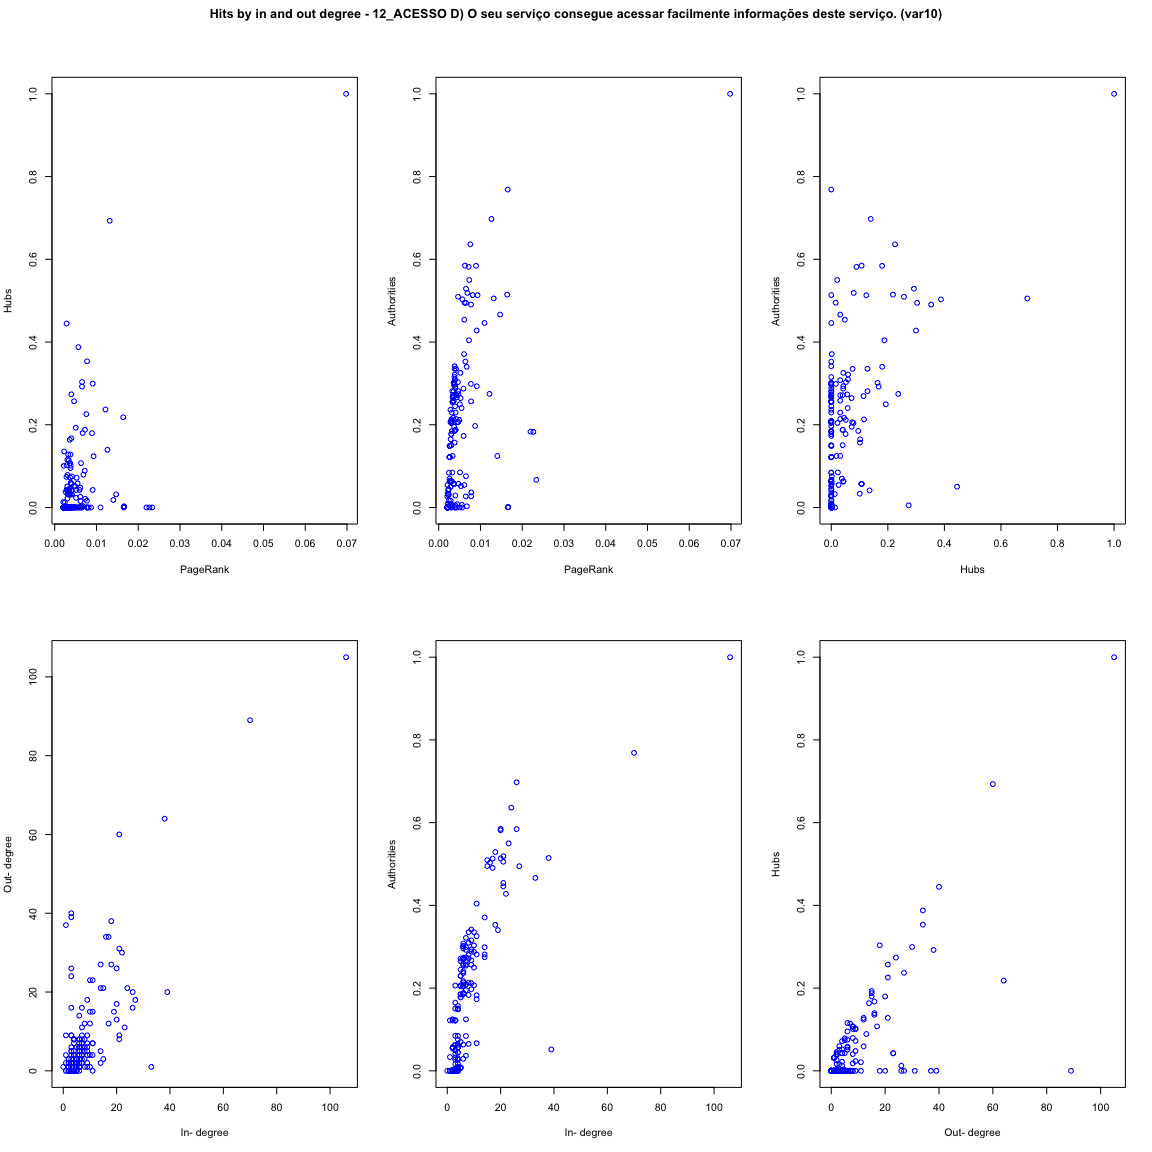 Hits by in and out degree - 12_ACESSO D) O seu serviço consegue acessar facilmente informações deste serviço. (var10)
Hubs
1.0
0.8
0.6
0.4
0.2
0.0
0.00 0.01 0.02 0.03 0.04 0.05 0.06 0.07
PageRank
Authorities
1.0
0.8
0.6
0.4
0.2
0.0
0.00 0.01 0.02 0.03 0.04 0.05 0.06 0.07
PageRank
Authorities
1.0
0.8
0.6
0.4
0.2
0.0
0.0 0.2 0.4 0.6 0.8 1.0
Hubs
Out- degree
100
80
60
40
20
0
0 20 40 60 80 100
In- degree
Authorities
1.0
0.8
0.6
0.4
0.2
0.0
0 20 40 60 80 100
In- degree
Hubs
1.0
0.8
0.6
0.4
0.2
0.0
0 20 40 60 80 100
Out- degree